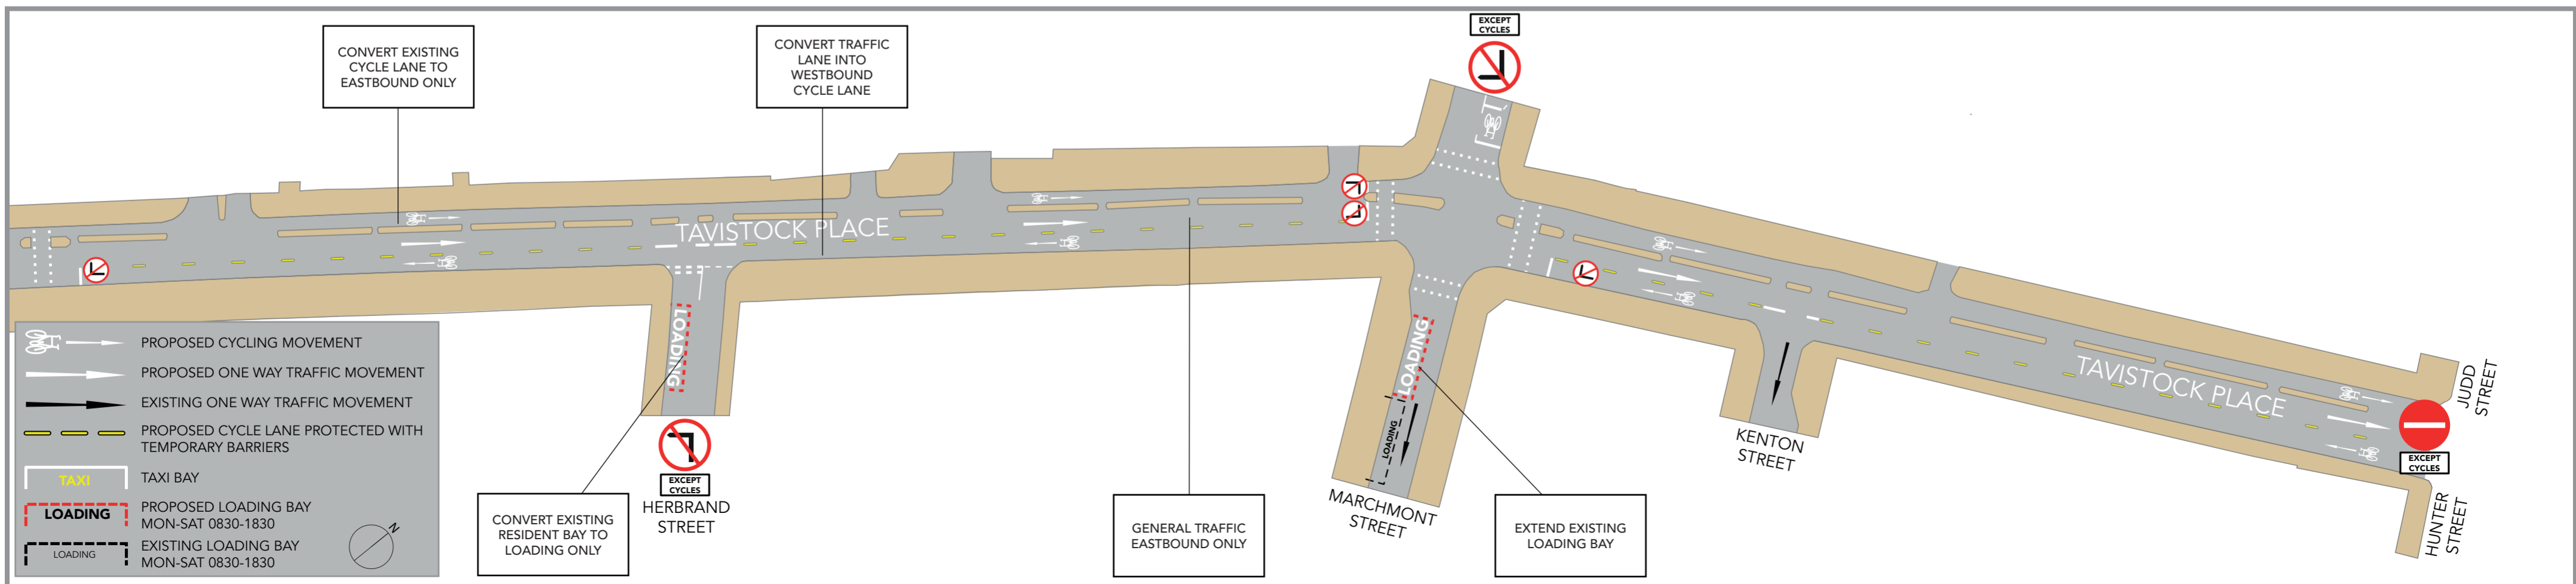 EXCEPT
CYCLES
CONVERT EXISTING
CYCLE LANE TO
EASTBOUND ONLY
CONVERT TRAFFIC
LANE INTO
WESTBOUND
CYCLE LANE
TAVISTOCK PLACE
LOADING
LOADING
LOADING
TAVISTOCK PLACE
JUDD
STREET
EXCEPT
CYCLES
HUNTER
STREET
KENTON
STREET
MARCHMONT
STREET
EXCEPT
CYCLES
HERBRAND
STREET
CONVERT EXISTING
RESIDENT BAY TO
LOADING ONLY
GENERAL TRAFFIC
EASTBOUND ONLY
EXTEND EXISTING
LOADING BAY
PROPOSED CYCLING MOVEMENT
PROPOSED ONE WAY TRAFFIC MOVEMENT
EXISTING ONE WAY TRAFFIC MOVEMENT
PROPOSED CYCLE LANE PROTECTED WITH
TEMPORARY BARRIERS
TAXI
TAXI BAY
LOADING
PROPOSED LOADING BAY
MON-SAT 0830-1830
LOADING
EXISTING LOADING BAY
MON-SAT 0830-1830
N